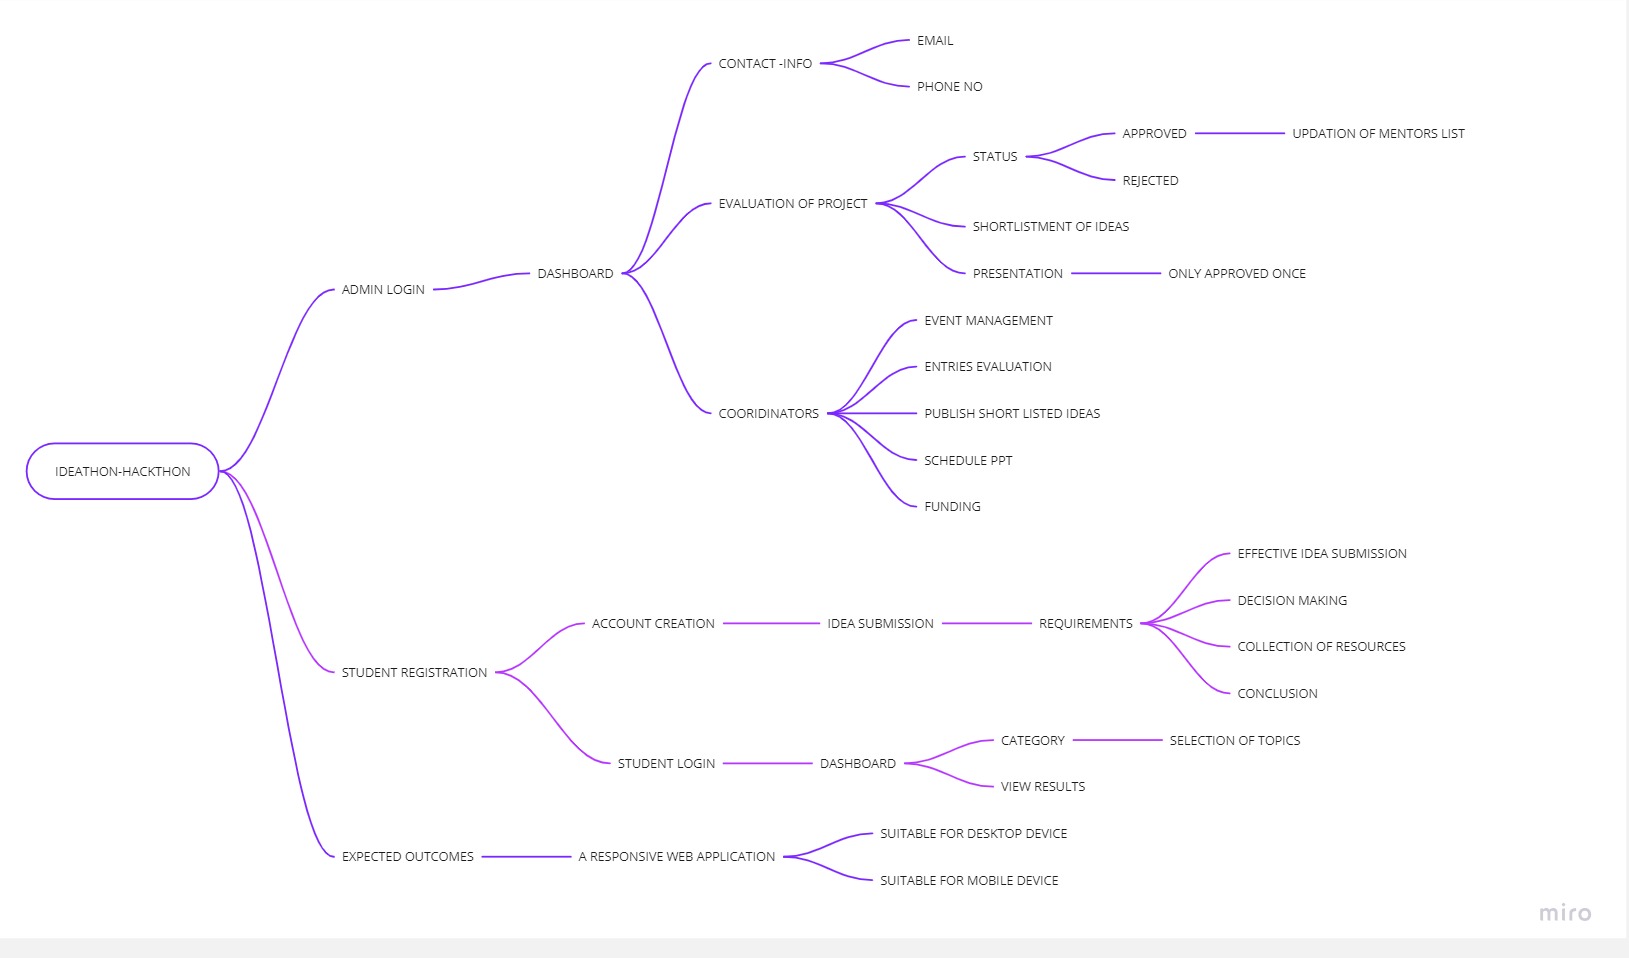 EMAIL
CONTACT -INFO
PHONE NO
APPROVED
UPDATION OF MENTORS LIST
STATUS
REJECTED
EVALUATION OF PROJECT
SHORTLISTMENT OF IDEAS
DASHBOARD
PRESENTATION
ONLY APPROVED ONCE
ADMIN LOGIN
EVENT MANAGEMENT
ENTRIES EVALUATION
COORIDINATORS
PUBLISH SHORT LISTED IDEAS
SCHEDULE PPT
IDEATHON-HACKTHON
FUNDING
EFFECTIVE IDEA SUBMISSION
DECISION MAKING
ACCOUNT CREATION
IDEA SUBMISSION
REQUIREMENTS
COLLECTION OF RESOURCES
STUDENT REGISTRATION
CONCLUSION
CATEGORY
SELECTION OF TOPICS
STUDENT LOGIN
DASHBOARD
VIEW RESULTS
SUITABLE FOR DESKTOP DEVICE
EXPECTED OUTCOMES
A RESPONSIVE WEB APPLICATION
SUITABLE FOR MOBILE DEVICE
miro